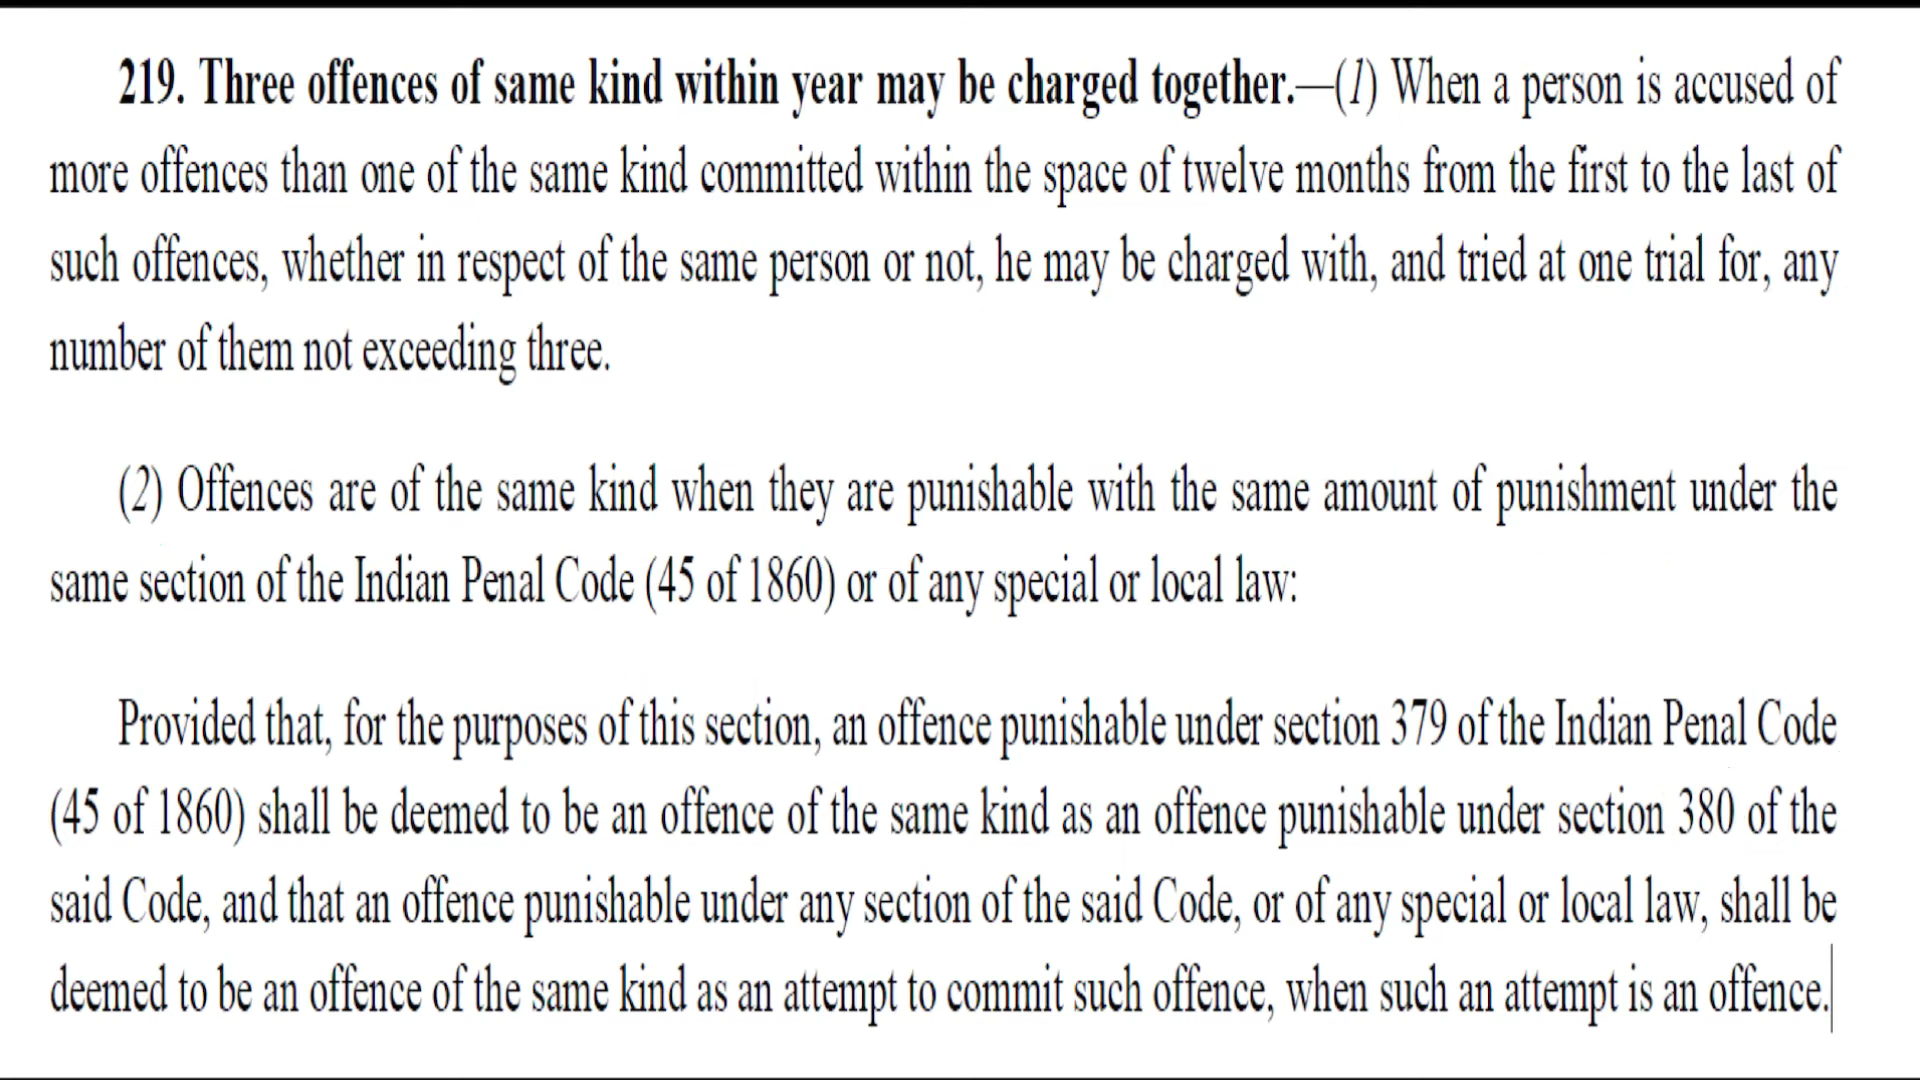 219. Three offences of same kind within year may be charged together.—(1) When a person is accused of
more offences than one of the same kind committed within the space of twelve months from the first to the last of
such offences, whether in respect of the same person or not, he may be charged with, and tried at one trial for, any
number of them not exceeding three.
(2) Offences are of the same kind when they are punishable with the same amount of punishment under the
same section of the Indian Penal Code (45 of 1860) or of any special or local law:
Provided that, for the purposes of this section, an offence punishable under section 379 of the Indian Penal Code
(45 of 1860) shall be deemed to be an offence of the same kind as an offence punishable under section 380 of the
said Code, and that an offence punishable under any section of the said Code, or of any special or local law, shall be
deemed to be an offence of the same kind as an attempt to commit such offence, when such an attempt is an offence.